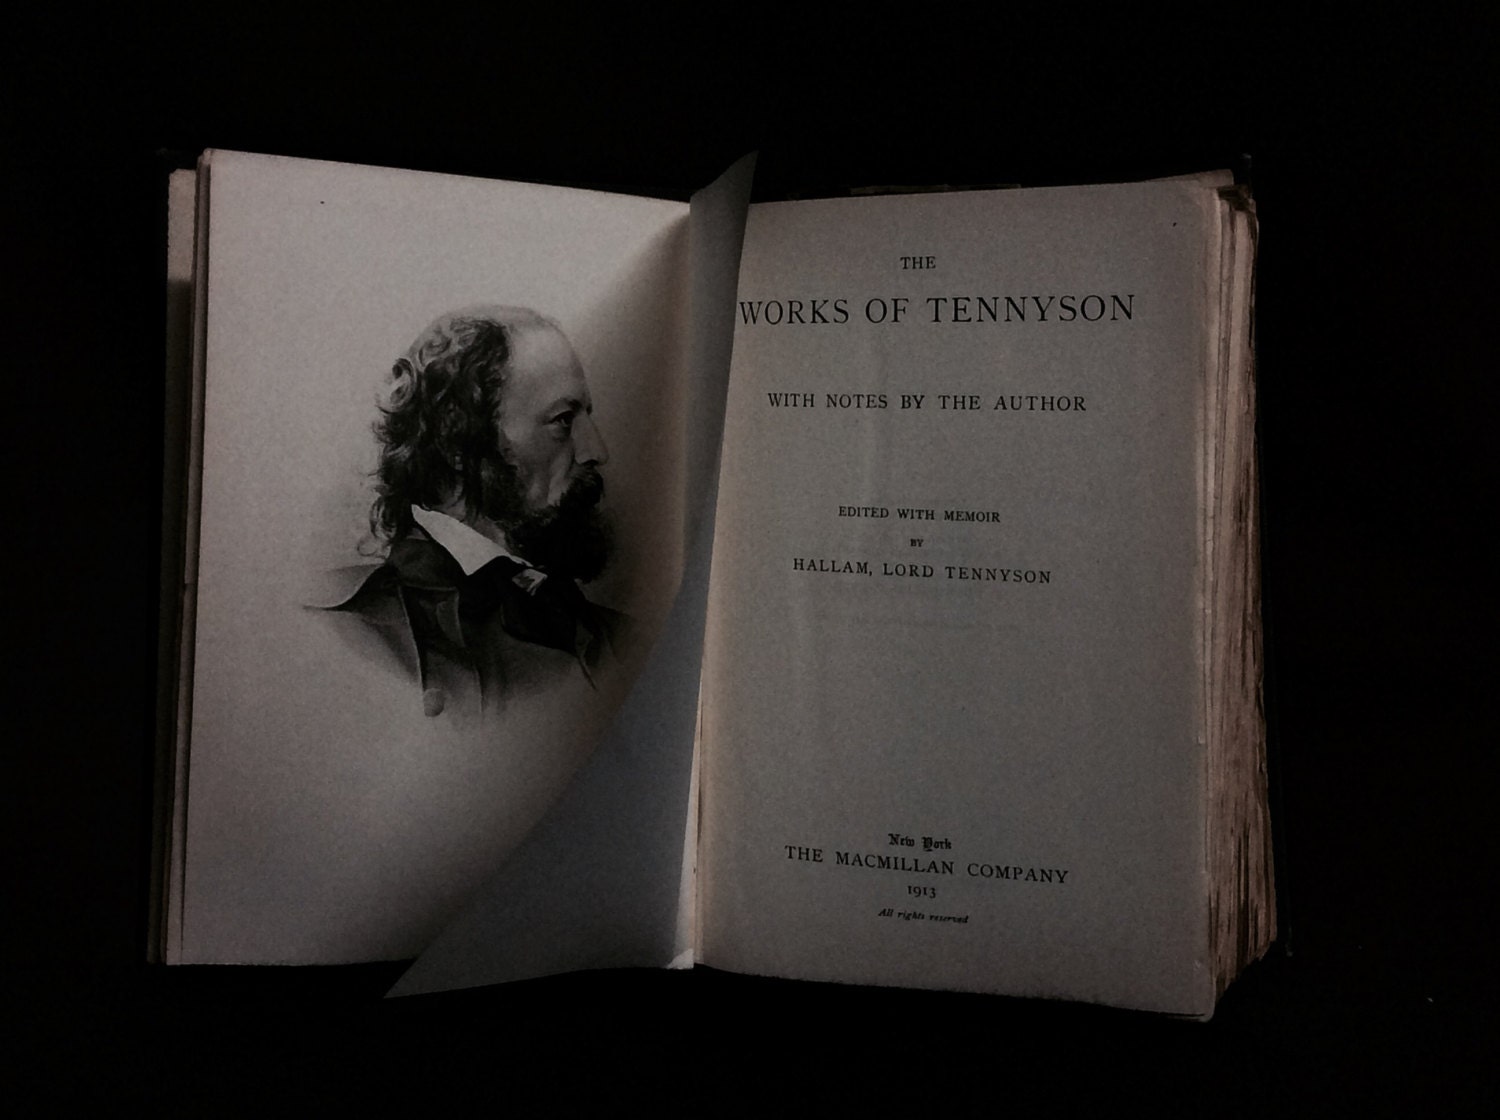 THE
WORKS OF TENNYSON
WITH NOTES BY THE AUTHOR
EDITED WITH MEMOIR
BY
HALLAM, LORD TENNYSON
New York
THE MACMILLAN COMPANY
1913
All rights reserved